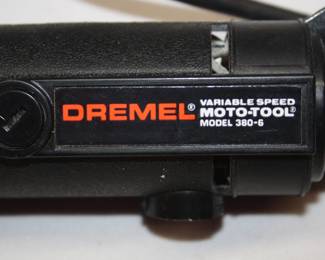 DREMEL®
VARIABLE SPEED
MOTO-TOOL®
MODEL 380-6